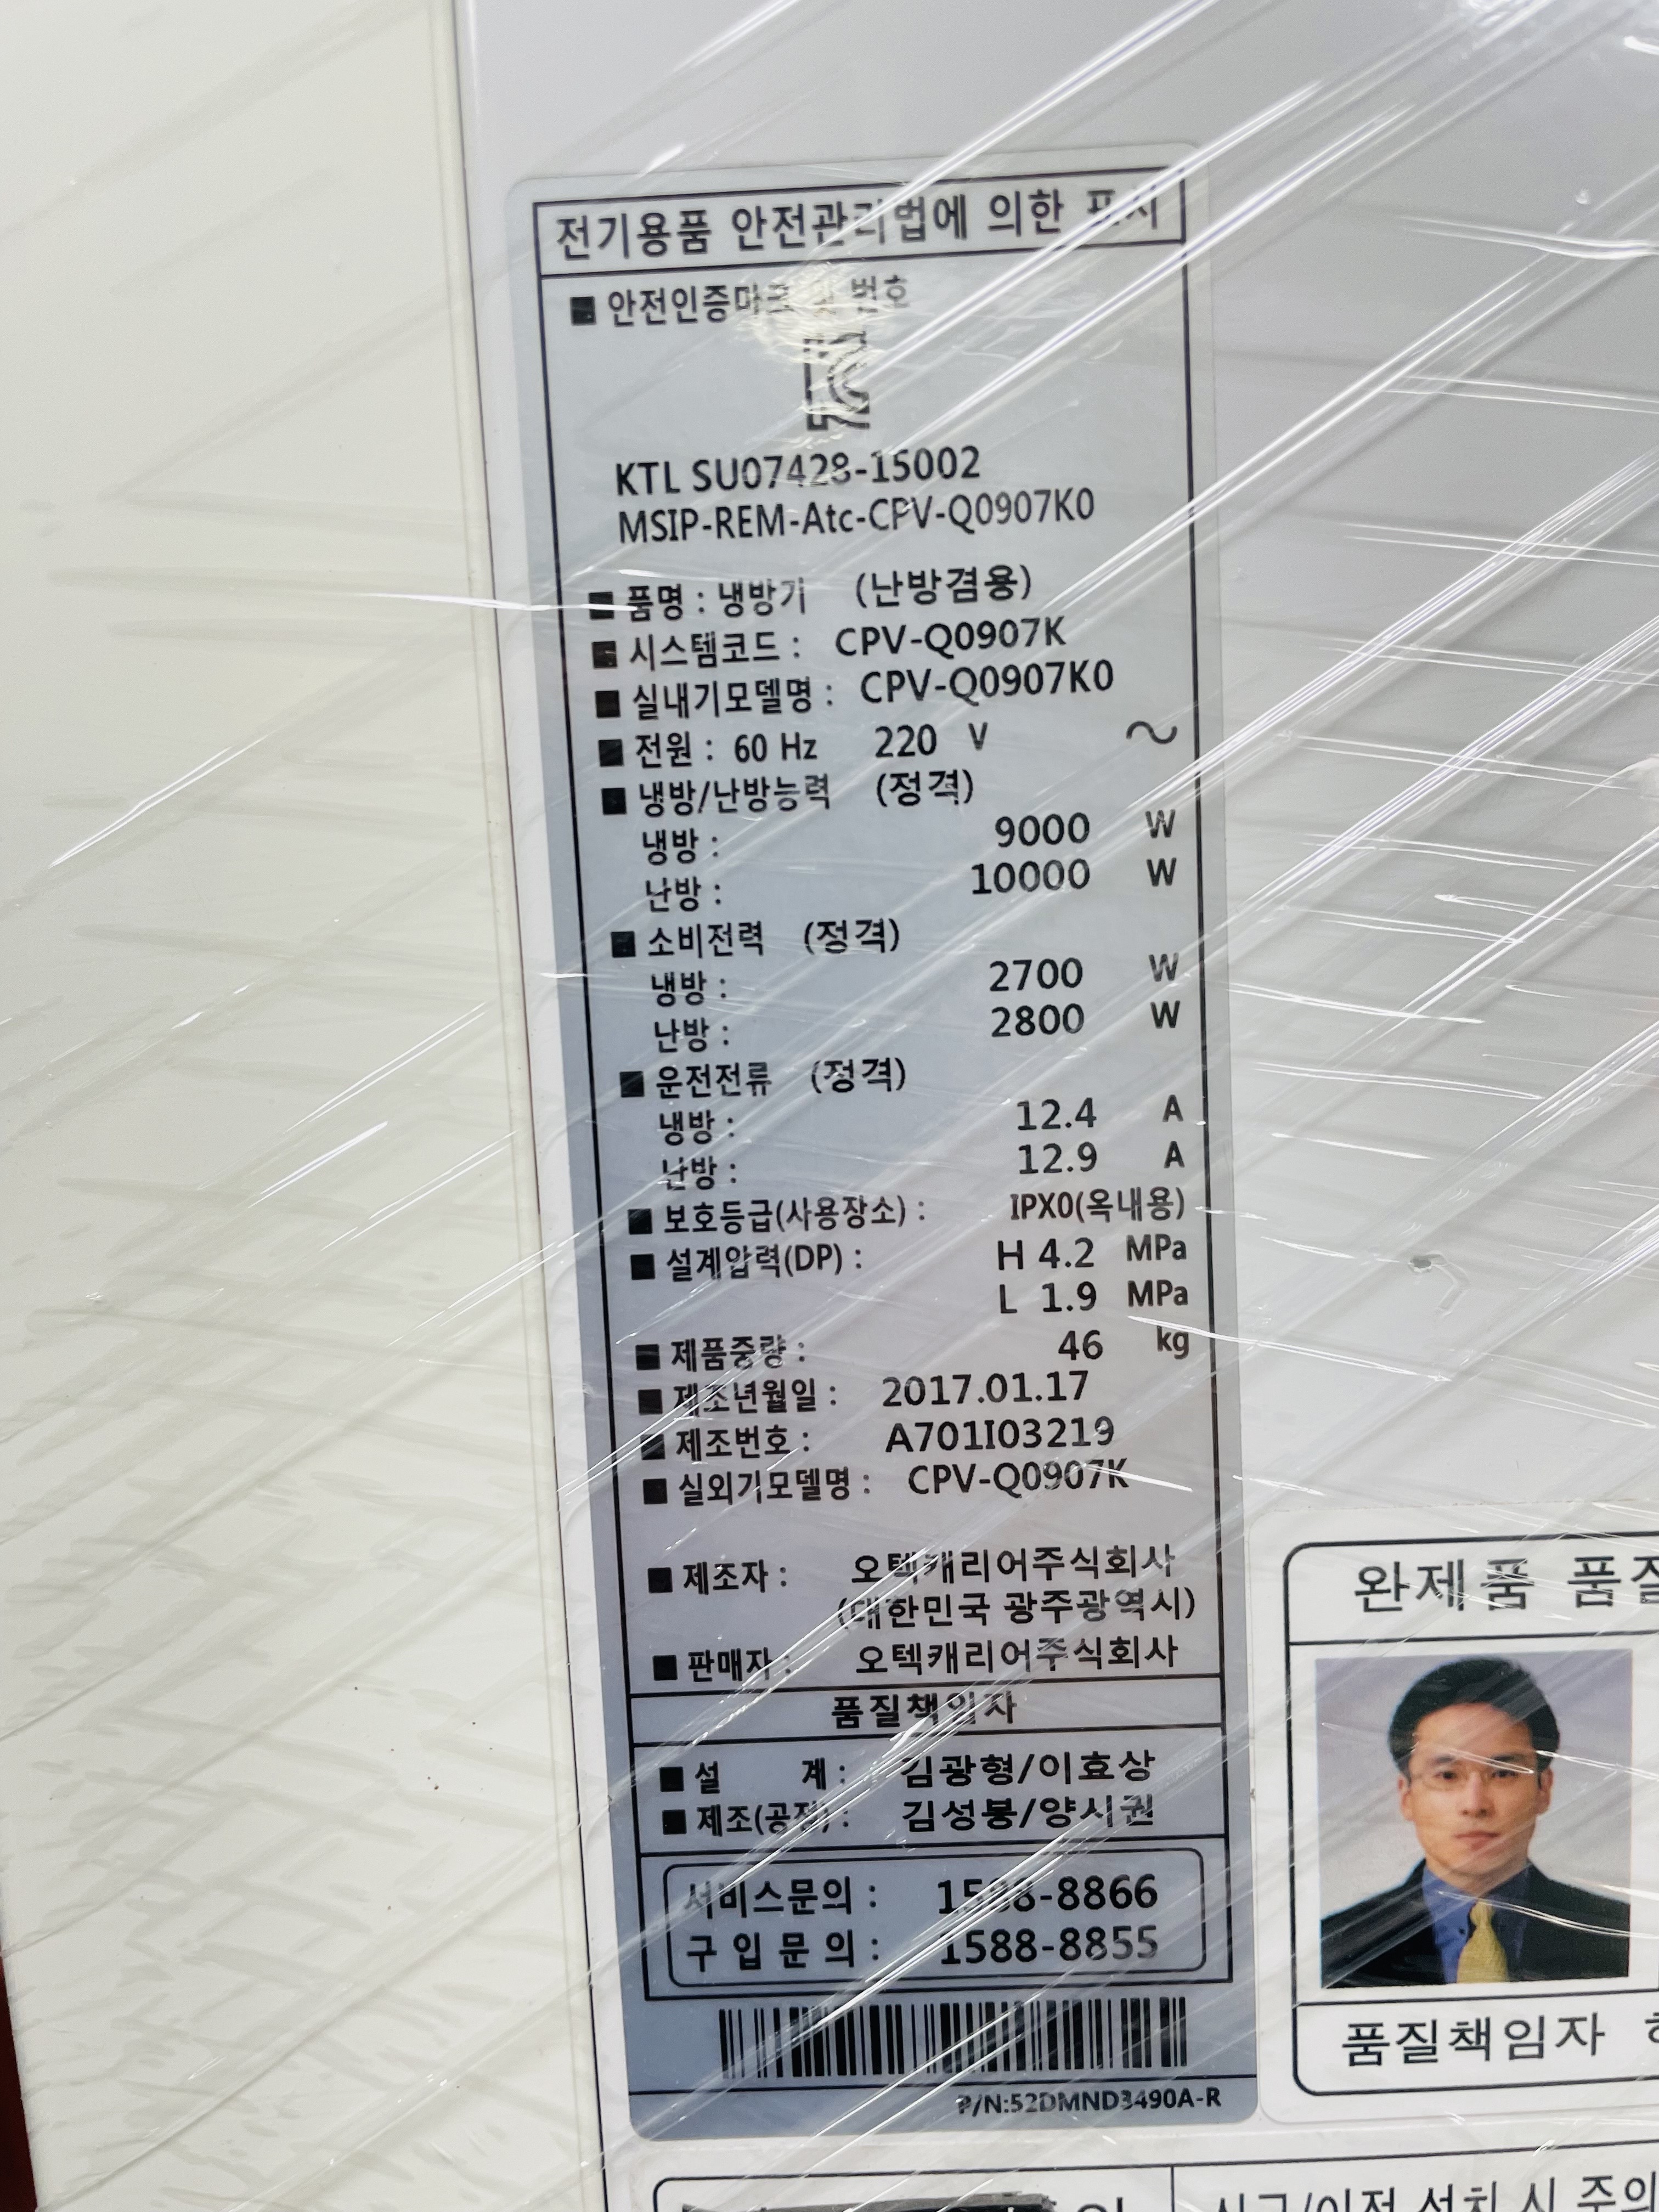 전기용품 안전관리법에 의한 표시
■ 안전인증마크 및 번호
KTL SU07428-15002
MSIP-REM-Atc-CPV-Q0907K0
■ 품명 : 냉방기 (난방겸용)
■ 시스템코드 : CPV-Q0907K
■ 실내기모델명 : CPV-Q0907K0
■ 전원 : 60 Hz 220 V ~
■ 냉방/난방능력 (정격)
냉방 : 9000 W
난방 : 10000 W
■ 소비전력 (정격)
냉방 : 2700 W
난방 : 2800 W
■ 운전전류 (정격)
냉방 : 12.4 A
난방 : 12.9 A
■ 보호등급(사용장소) : IPX0(옥내용)
■ 설계압력(DP) : H 4.2 MPa
L 1.9 MPa
■ 제품중량 : 46 kg
■ 제조년월일 : 2017.01.17
■ 제조번호 : A701I03219
■ 실외기모델명 : CPV-Q0907K
■ 제조자 : 오텍캐리어주식회사
(대한민국 광주광역시)
■ 판매자 : 오텍캐리어주식회사
품질책임자
■ 설 계 : 김광형/이효상
■ 제조(공정) : 김성봉/양시권
서비스문의 : 1588-8866
구 입 문 의 : 1588-8855
P/N:52DMND3490A-R
완제품 품질
품질책임자
시 주의